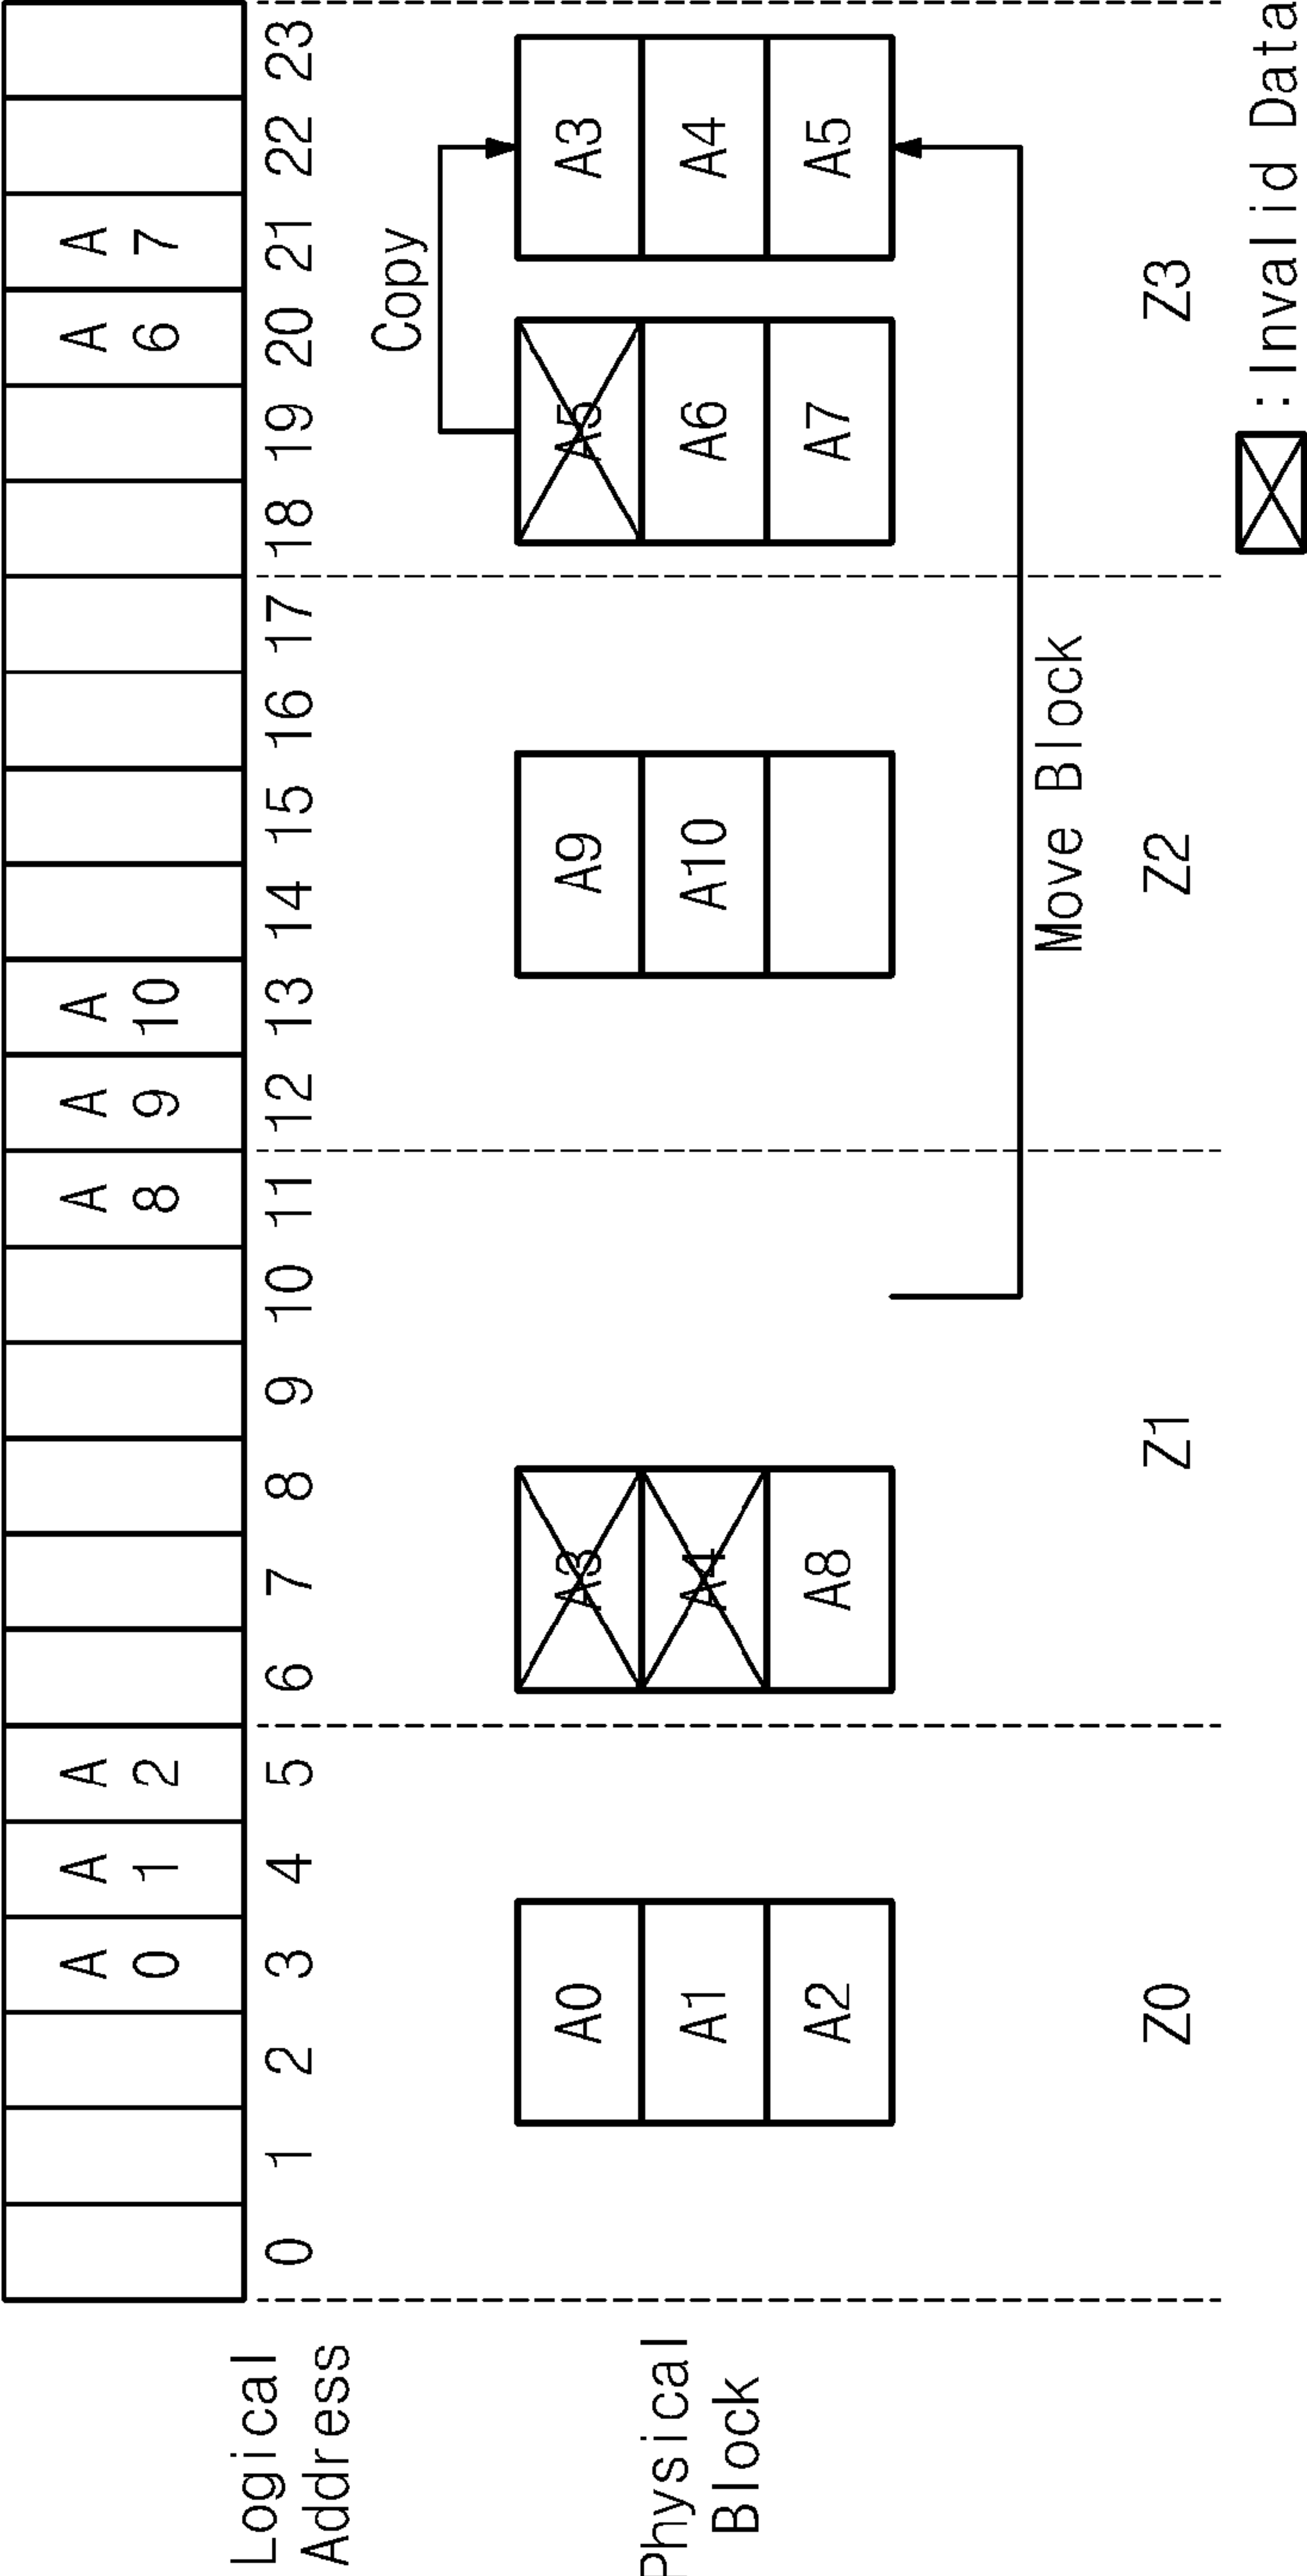 A A A A A A A A
0 1 2 8 9 10 6 7
Logical 0 1 2 3 4 5 6 7 8 9 10 11 12 13 14 15 16 17 18 19 20 21 22 23
Address
Copy
A0 A3 A9 A5 A3
Physical A1 A4 A10 A6 A4
Block
A2 A8 A7 A5
Move Block
Z0 Z1 Z2 Z3
: Invalid Data